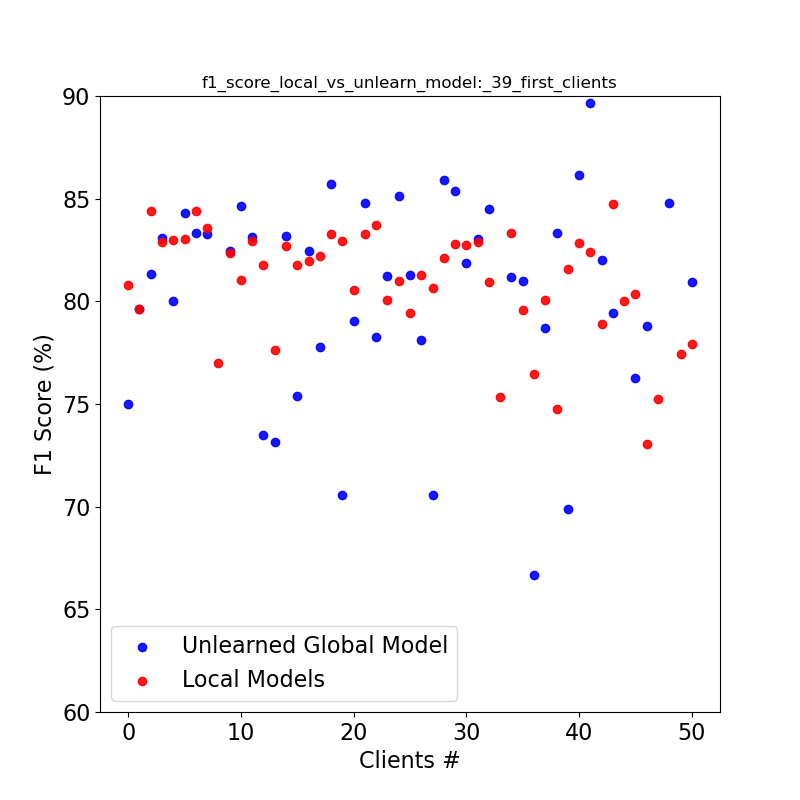 f1_score_local_vs_unlearn_model:_39_first_clients
90
85
80
75
70
65
60
F1 Score (%)
Unlearned Global Model
Local Models
0 10 20 30 40 50
Clients #